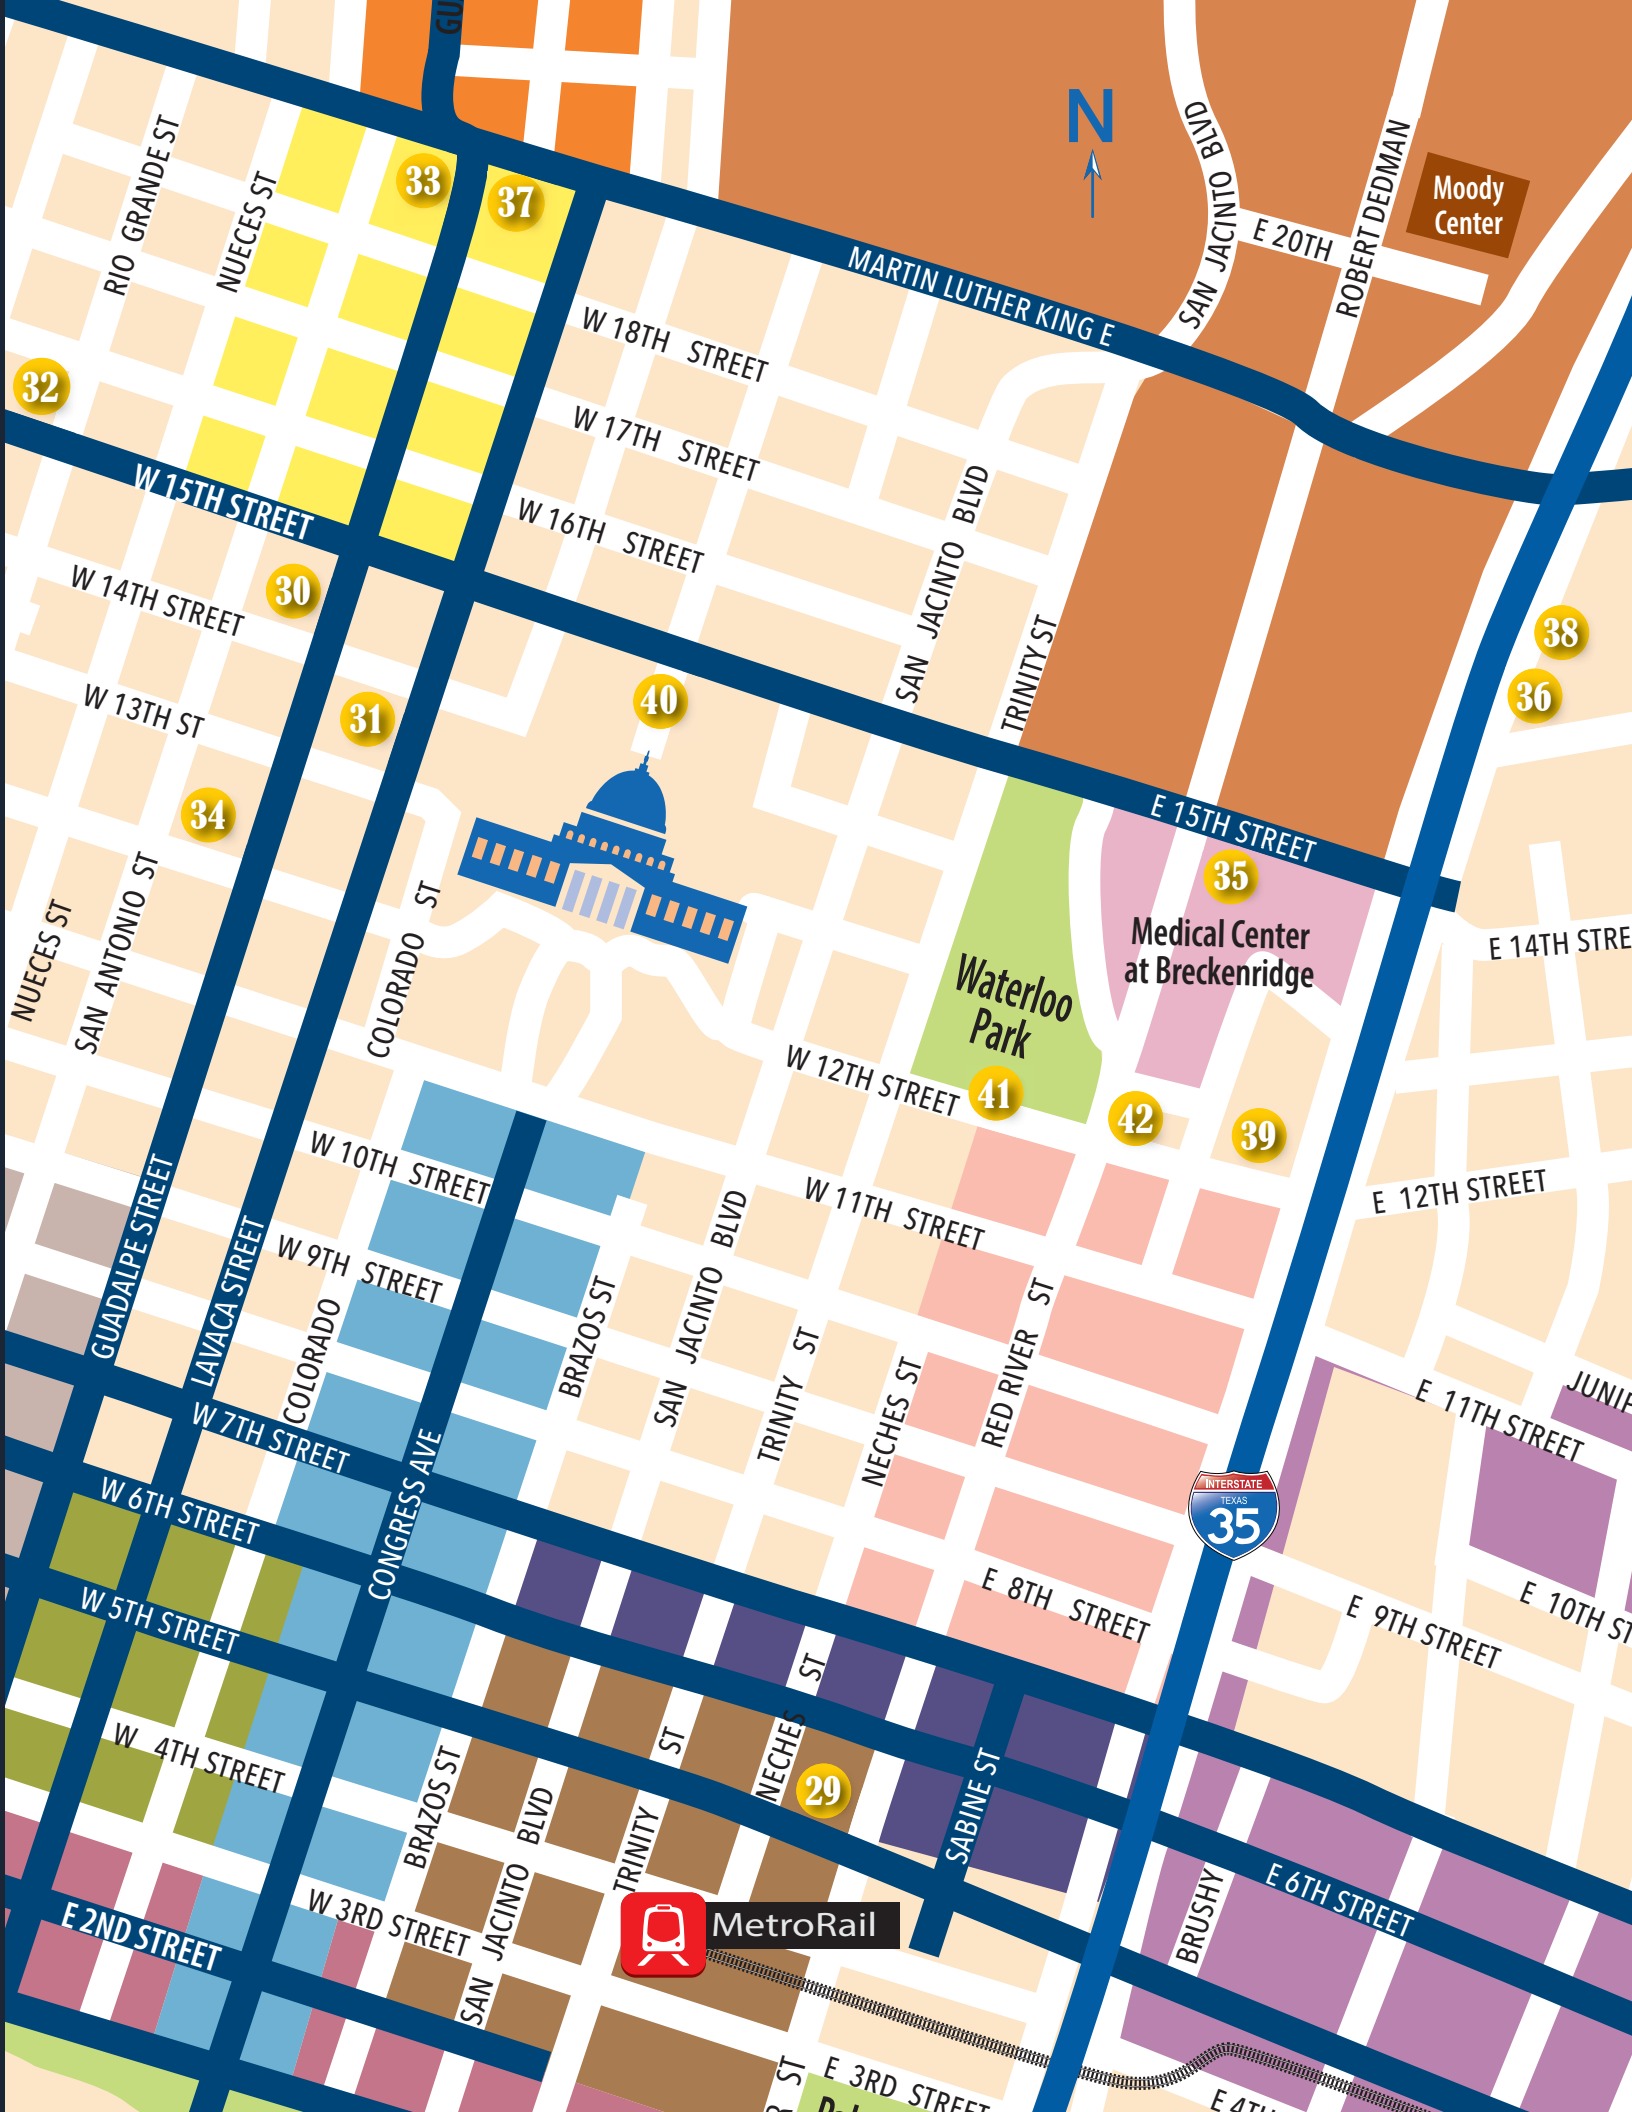 GU
RIO GRANDE ST
NUECES ST
33
37
N
SAN JACINTO BLVD
ROBERT DEDMAN
Moody
Center
E 20TH
MARTIN LUTHER KING E
W 18TH STREET
32
W 17TH STREET
W 15TH STREET
W 16TH STREET
SAN JACINTO BLVD
30
W 14TH STREET
TRINITY ST
38
36
W 13TH ST
31
40
34
E 15TH STREET
35
Medical Center
at Breckenridge
E 14TH STRE
NUECES ST
SAN ANTONIO ST
COLORADO ST
Waterloo
Park
W 12TH STREET
41
42
39
W 10TH STREET
W 11TH STREET
E 12TH STREET
GUADALPE STREET
LAVACA STREET
W 9TH STREET
COLORADO
BRAZOS ST
SAN JACINTO BLVD
TRINITY ST
NECHES ST
RED RIVER ST
E 11TH STREET
JUNIP
W 7TH STREET
CONGRESS AVE
W 6TH STREET
INTERSTATE
TEXAS
35
E 8TH STREET
E 9TH STREET
E 10TH ST
W 5TH STREET
W 4TH STREET
NECHES ST
29
SABINE ST
BRAZOS ST
SAN JACINTO BLVD
TRINITY ST
E 6TH STREET
BRUSHY
W 3RD STREET
MetroRail
E 2ND STREET
ST
E 3RD STREET
E 4TH